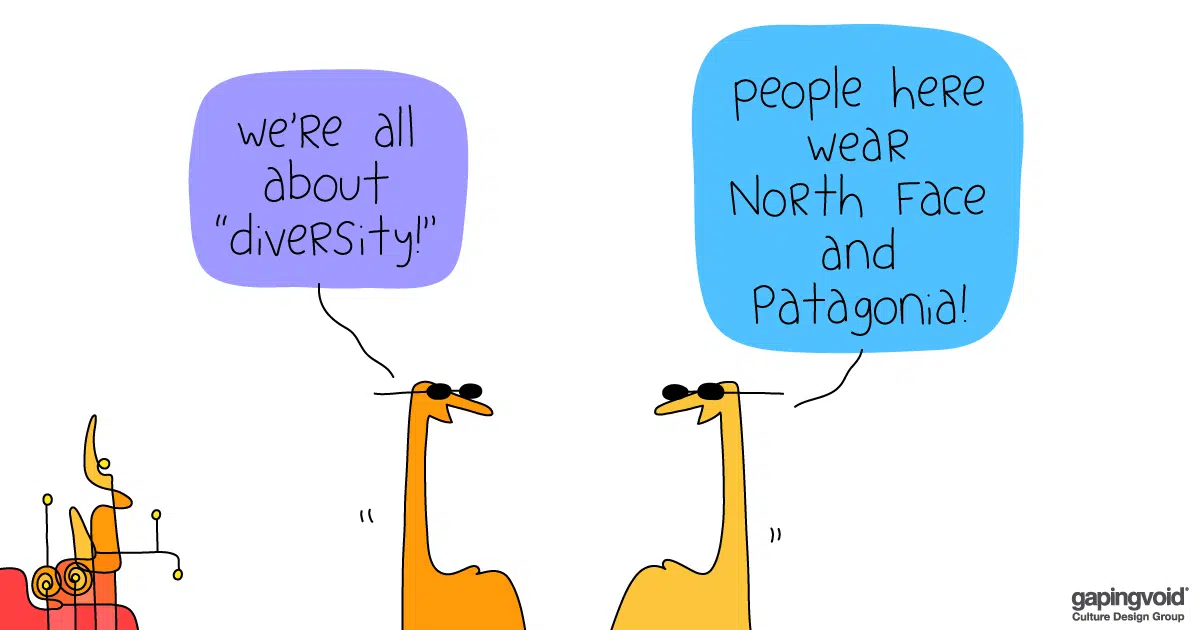 we're all
about
"diversity!"
people here
wear
North Face
and
Patagonia!
gapingvoid®
Culture Design Group